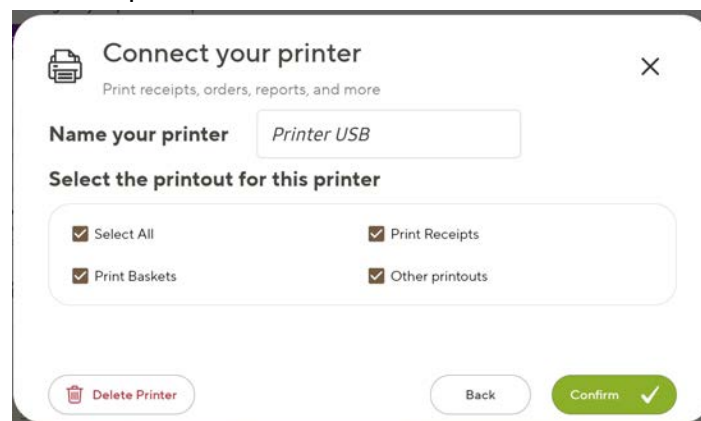 Connect your printer
Print receipts, orders, reports, and more
Name your printer
Printer USB
Select the printout for this printer
Select All
Print Receipts
Print Baskets
Other printouts
Delete Printer
Back
Confirm